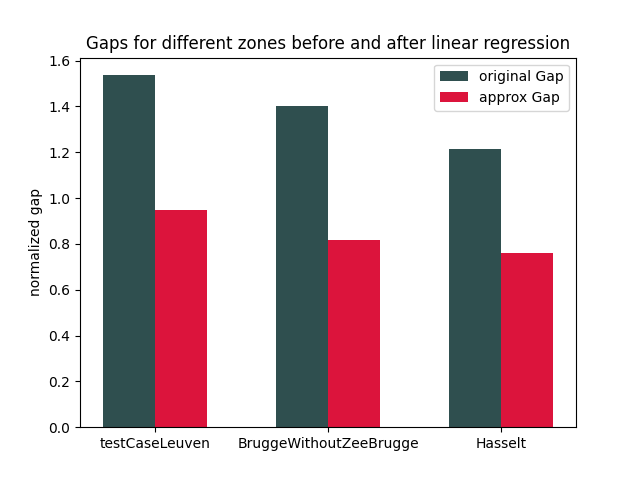 Gaps for different zones before and after linear regression
original Gap
approx Gap
normalized gap
1.6
1.4
1.2
1.0
0.8
0.6
0.4
0.2
0.0
testCaseLeuven
BruggeWithoutZeeBrugge
Hasselt